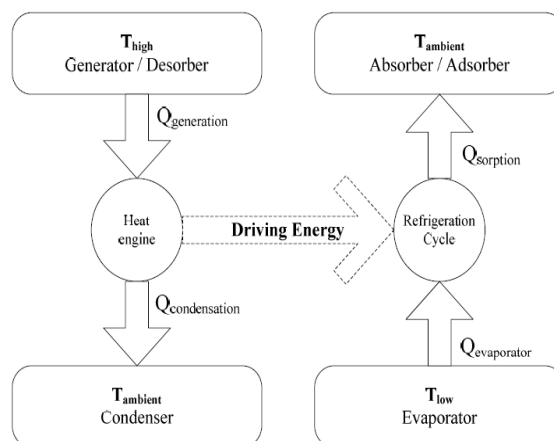 T_high
Generator / Desorber
T_ambient
Absorber / Adsorber
Q_generation
Q_sorption
Heat
engine
Driving Energy
Refrigeration
Cycle
Q_condensation
Q_evaporator
T_ambient
Condenser
T_low
Evaporator